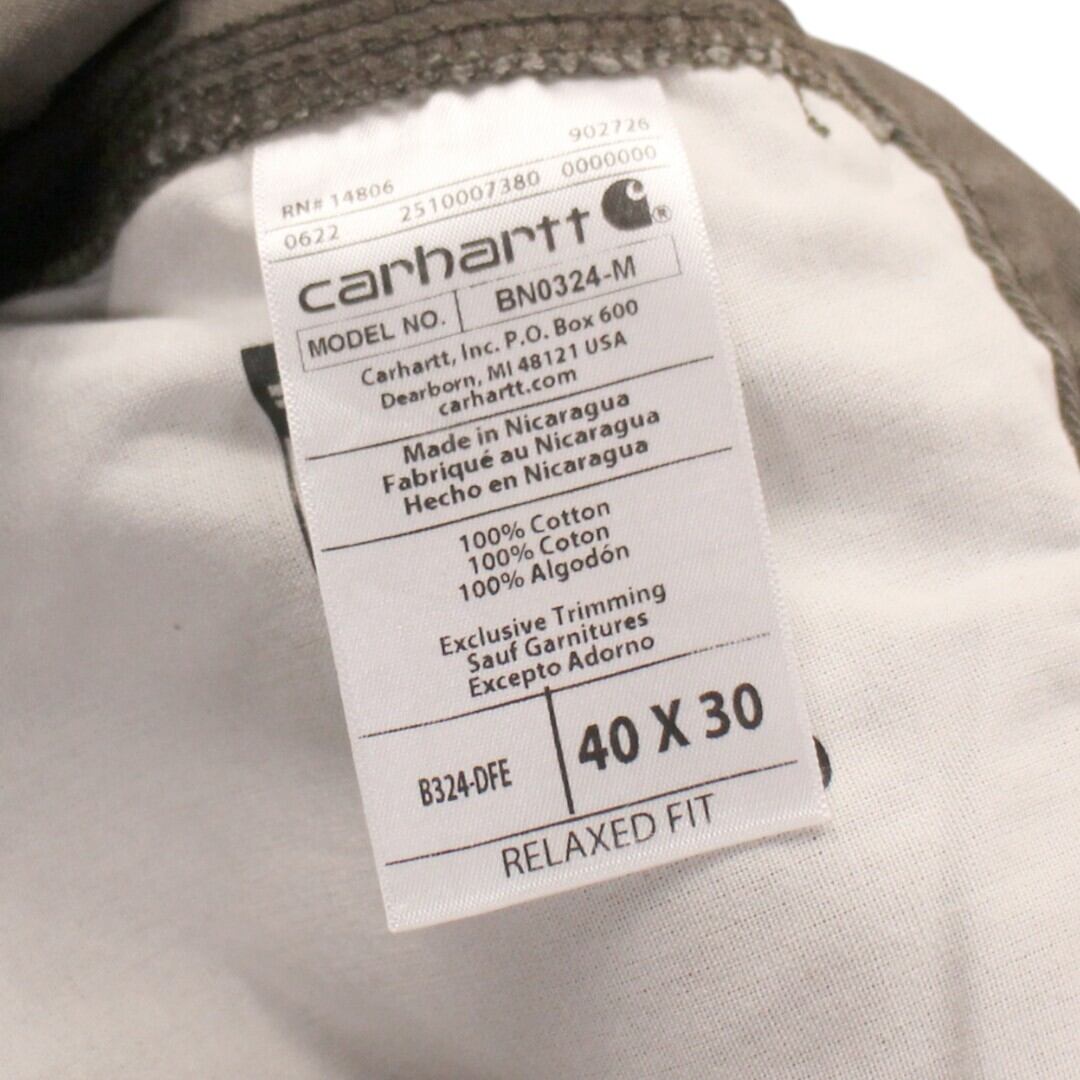 902726
RN# 14806
0622 2510007380 0000000
carhartt ®
MODEL NO. BN0324-M
Carhartt, Inc. P.O. Box 600
Dearborn, MI 48121 USA
carhartt.com
Made in Nicaragua
Fabriqué au Nicaragua
Hecho en Nicaragua
100% Cotton
100% Coton
100% Algodón
Exclusive Trimming
Sauf Garnitures
Excepto Adorno
B324-DFE 40 X 30
RELAXED FIT